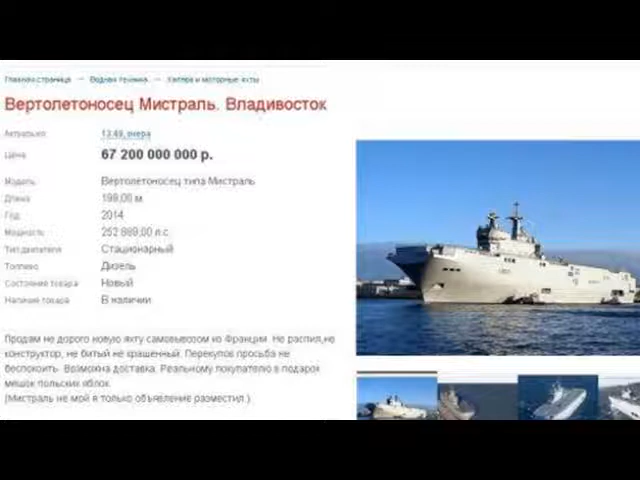 Главная страница → Водная техника → Катера и моторные яхты
Вертолетоносец Мистраль. Владивосток
Актуально 13:49, вчера
Цена 67 200 000 000 р.
Модель Вертолетоносец типа Мистраль
Длина 199,00 м
Год 2014
Мощность 252 889,00 л.с.
Тип двигателя Стационарный
Топливо Дизель
Состояние товара Новый
Наличие товара В наличии
Продам не дорого новую яхту самовывозом из Франции. Не распил,не
конструктор, не битый не крашенный. Перекупов просьба не
беспокоить. Возможна доставка. Реальному покупателю в подарок
мешок польских яблок.
(Мистраль не мой я только объявление разместил.)